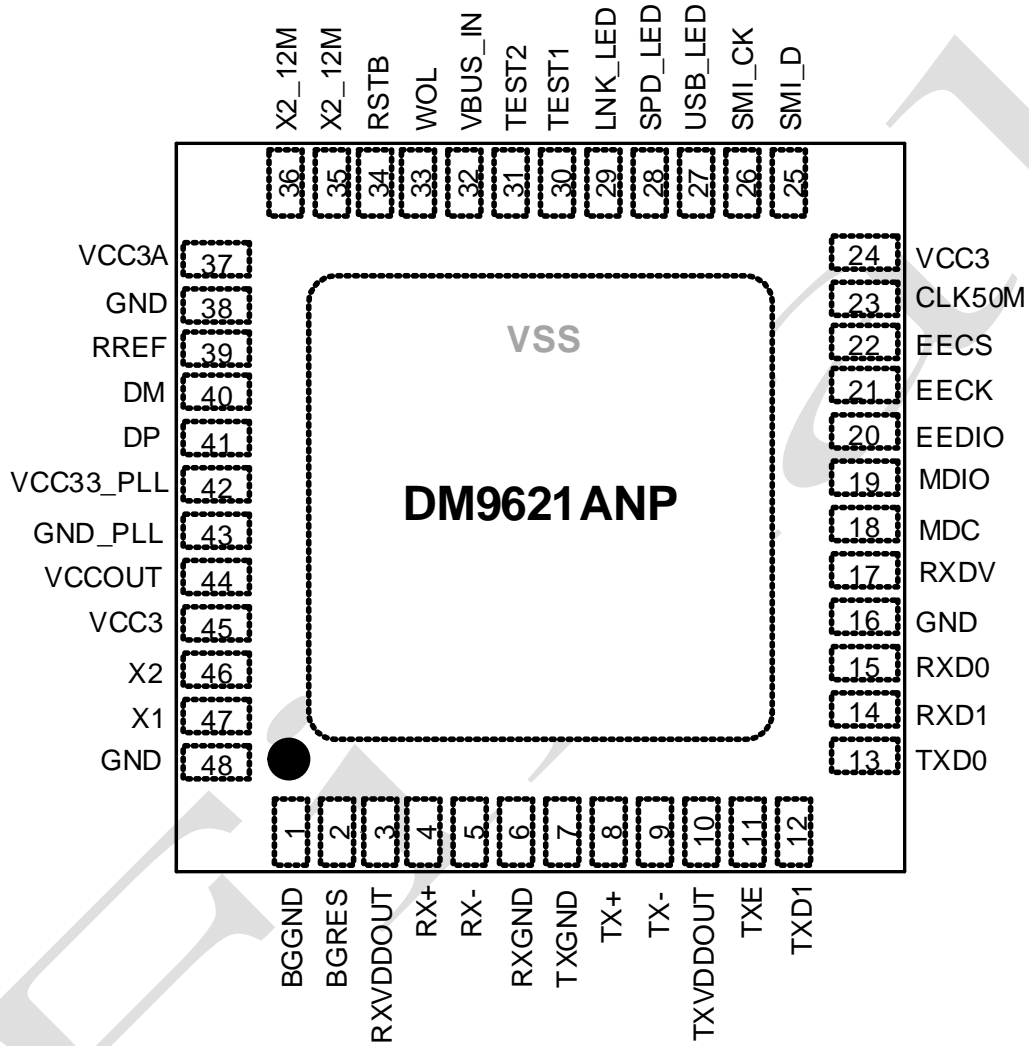 X2_12M
X2_12M
RSTB
WOL
VBUS_IN
TEST2
TEST1
LNK_LED
SPD_LED
USB_LED
SMI_CK
SMI_D
36
35
34
33
32
31
30
29
28
27
26
25
VCC3A 37
GND 38
RREF 39
DM 40
DP 41
VCC33_PLL 42
GND_PLL 43
VCCOUT 44
VCC3 45
X2 46
X1 47
GND 48
VSS
DM9621ANP
24 VCC3
23 CLK50M
22 EECS
21 EECK
20 EEDIO
19 MDIO
18 MDC
17 RXDV
16 GND
15 RXD0
14 RXD1
13 TXD0
1
2
3
4
5
6
7
8
9
10
11
12
BGGND
BGRES
RXVDDOUT
RX+
RX-
RXGND
TXGND
TX+
TX-
TXVDDOUT
TXE
TXD1